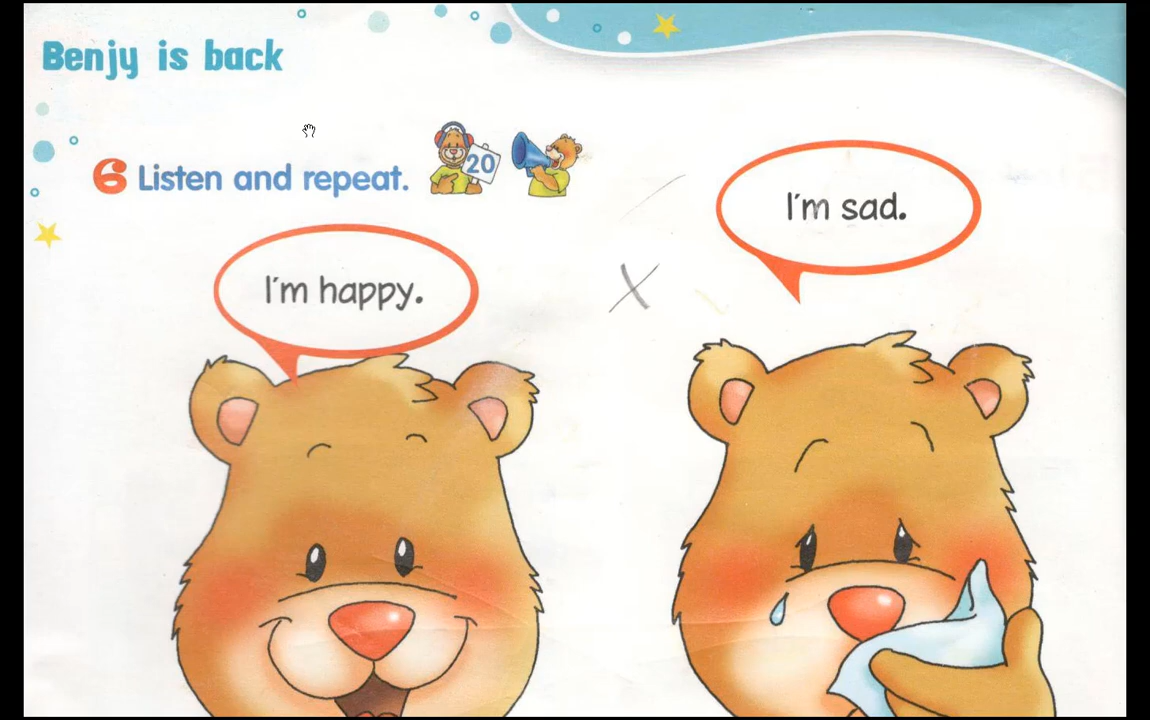 Benjy is back
6 Listen and repeat.
20
I'm happy.
I'm sad.
X